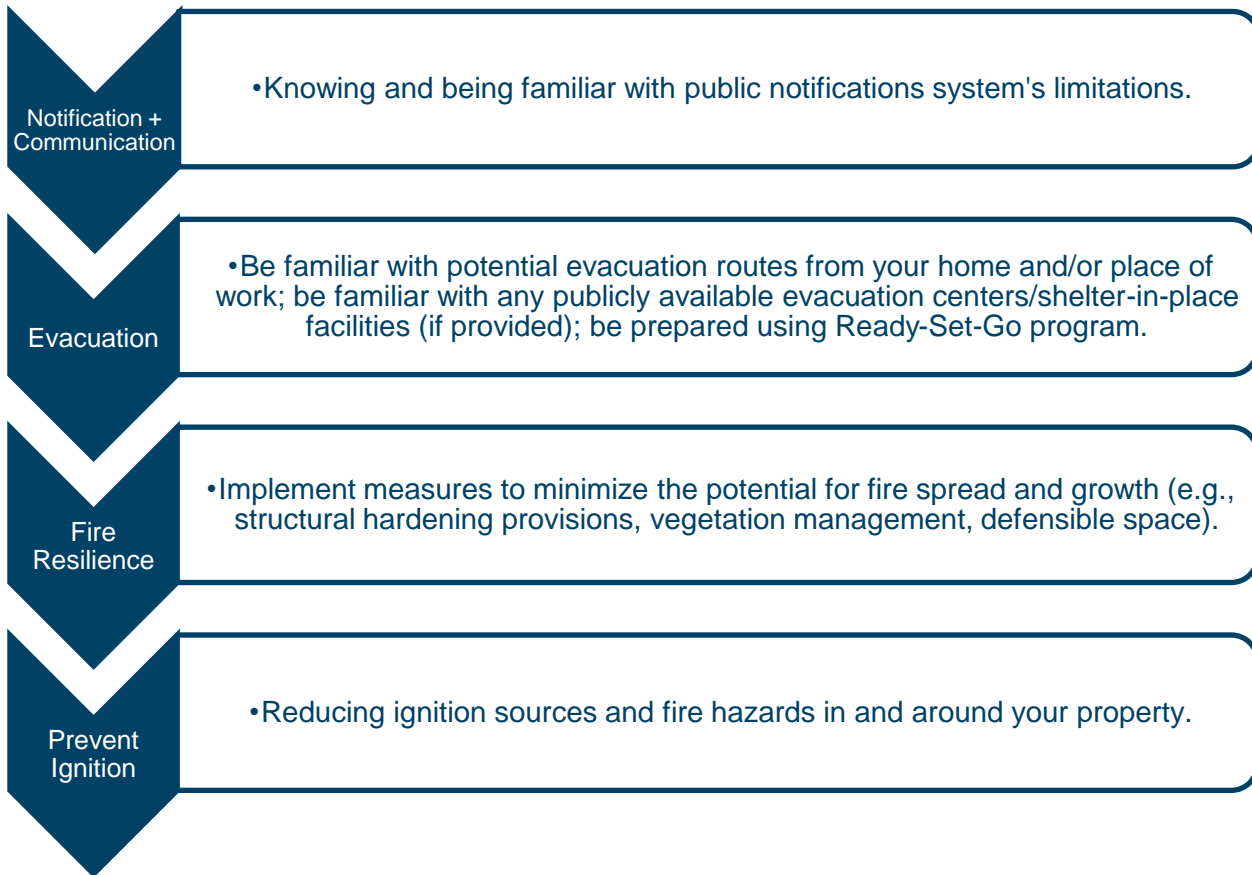 Notification +
Communication
•Knowing and being familiar with public notifications system's limitations.
Evacuation
•Be familiar with potential evacuation routes from your home and/or place of
work; be familiar with any publicly available evacuation centers/shelter-in-place
facilities (if provided); be prepared using Ready-Set-Go program.
Fire
Resilience
•Implement measures to minimize the potential for fire spread and growth (e.g.,
structural hardening provisions, vegetation management, defensible space).
Prevent
Ignition
•Reducing ignition sources and fire hazards in and around your property.